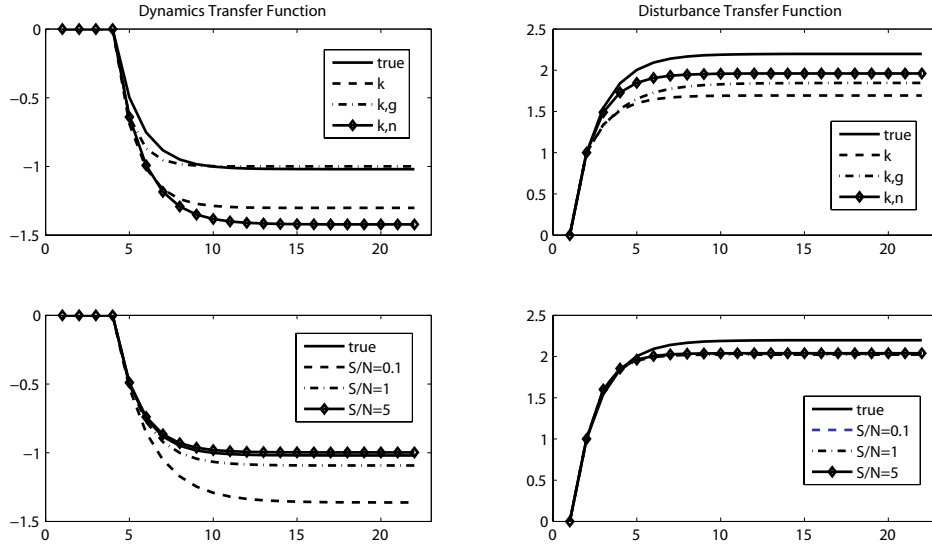 Dynamics Transfer Function
0
−0.5
−1
−1.5
0 5 10 15 20
true
k
k,g
k,n
Disturbance Transfer Function
2.5
2
1.5
1
0.5
0
0 5 10 15 20
true
k
k,g
k,n
0
−0.5
−1
−1.5
0 5 10 15 20
true
S/N=0.1
S/N=1
S/N=5
2.5
2
1.5
1
0.5
0
0 5 10 15 20
true
S/N=0.1
S/N=1
S/N=5